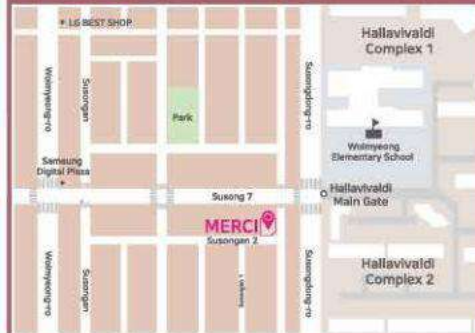 LG BEST SHOP
Hallavivaldi
Complex 1
Wolmyeong-ro
Susongan
Susongdong-ro
Park
Wolmyeong
Elementary School
Samsung
Digital Plaza
Susong 7
Hallavivaldi
Main Gate
MERCI
Susongan 2
Wolmyeong-ro
Susongan
Susongdong-ro
Hallavivaldi
Complex 2